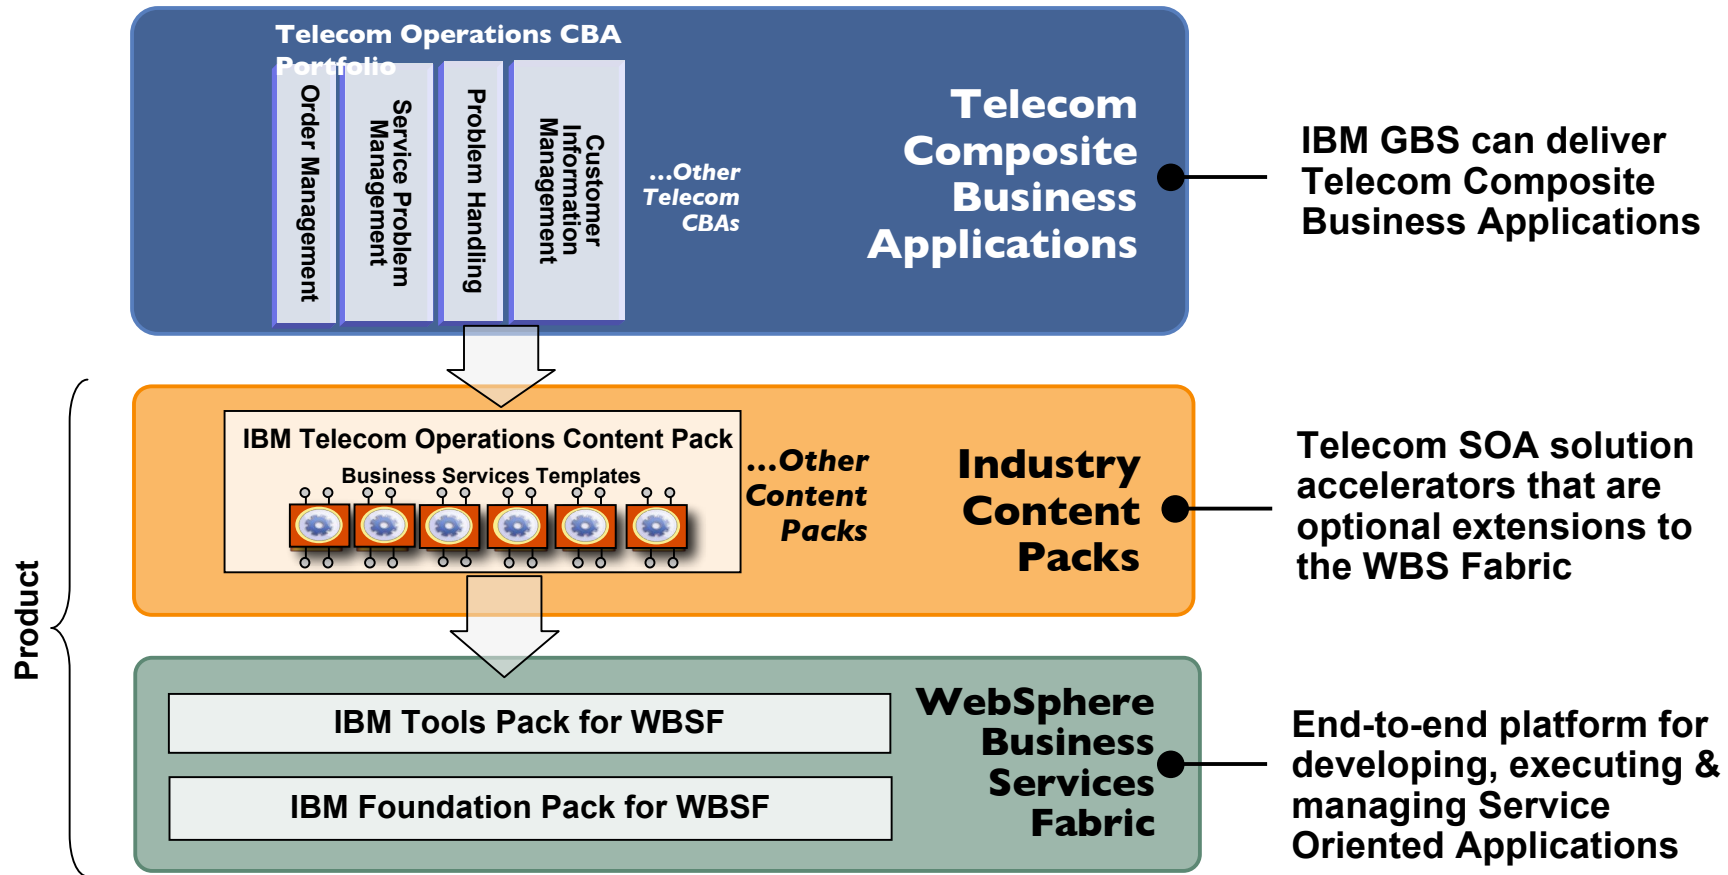 Telecom Operations CBA
Portfolio
Order Management
Service Problem
Management
Problem Handling
Customer
Information
Management
...Other
Telecom
CBAs
Telecom
Composite
Business
Applications
IBM GBS can deliver
Telecom Composite
Business Applications
Product
IBM Telecom Operations Content Pack
Business Services Templates
...Other
Content
Packs
Industry
Content
Packs
Telecom SOA solution
accelerators that are
optional extensions to
the WBS Fabric
IBM Tools Pack for WBSF
IBM Foundation Pack for WBSF
WebSphere
Business
Services
Fabric
End-to-end platform for
developing, executing &
managing Service
Oriented Applications